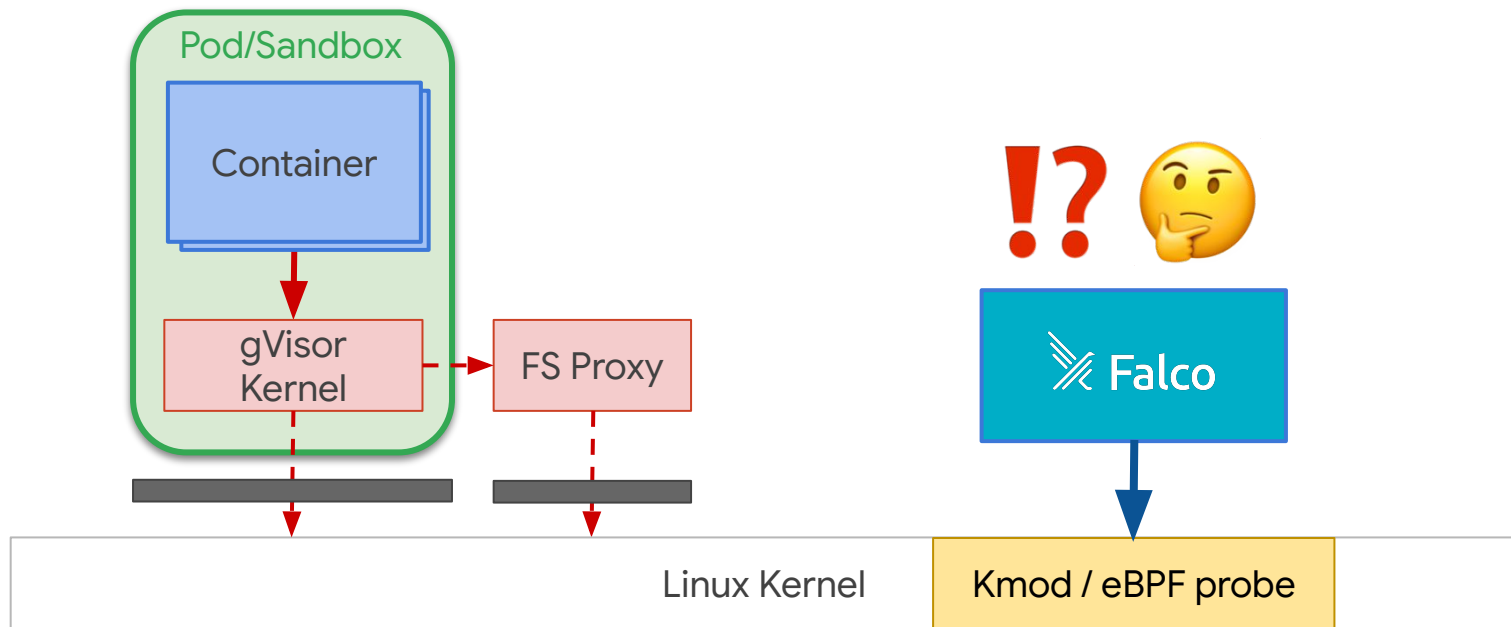 Pod/Sandbox
Container
gVisor
Kernel
FS Proxy
⁉️ 🤔
Falco
Linux Kernel
Kmod / eBPF probe